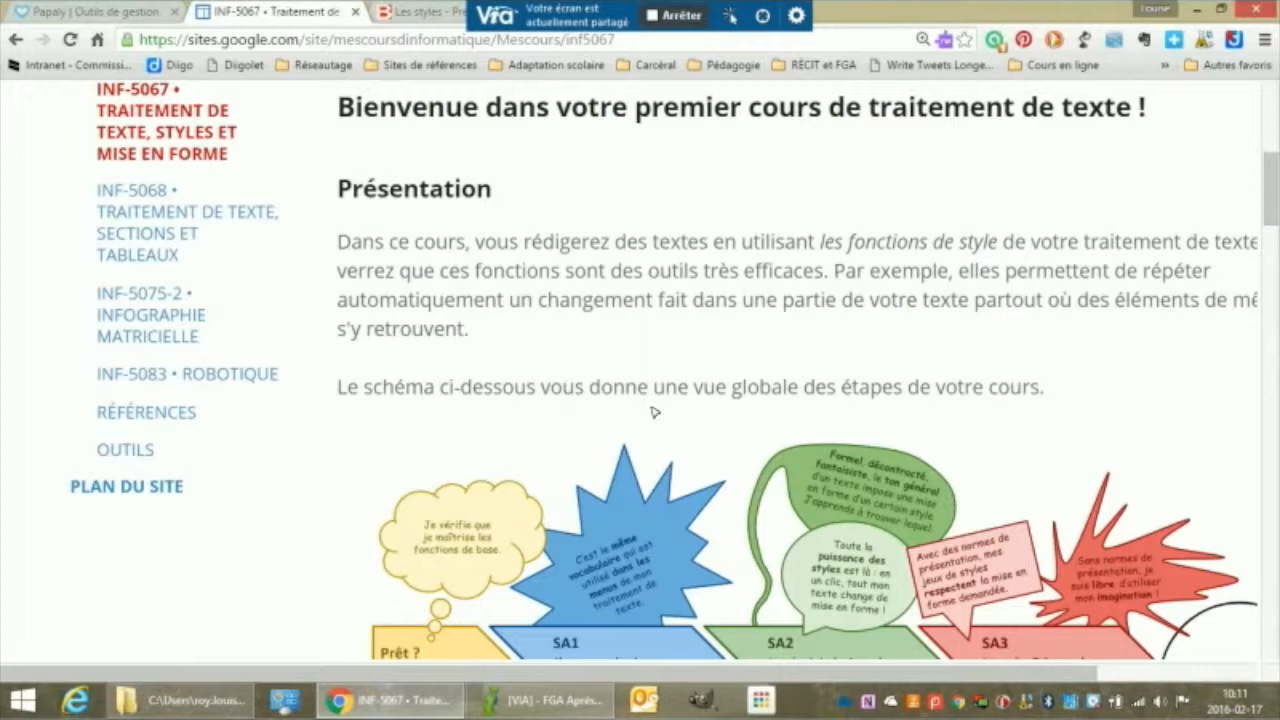 Papaly | Outils de gestion
INF-5067 • Traitement de
Les styles - Pre
Via
Votre écran est
actuellement partagé
Arrêter
Louise
https://sites.google.com/site/mescoursdinformatique/Mescours/inf5067
Intranet - Commissi...
Diigo
Diigolet
Réseautage
Sites de références
Adaptation scolaire
Carcéral
Pédagogie
RÉCIT et FGA
Write Tweets Longe...
Cours en ligne
»
Autres favoris
INF-5067 •
TRAITEMENT DE
TEXTE, STYLES ET
MISE EN FORME
INF-5068 •
TRAITEMENT DE TEXTE,
SECTIONS ET
TABLEAUX
INF-5075-2 •
INFOGRAPHIE
MATRICIELLE
INF-5083 • ROBOTIQUE
RÉFÉRENCES
OUTILS
PLAN DU SITE
Bienvenue dans votre premier cours de traitement de texte !
Présentation
Dans ce cours, vous rédigerez des textes en utilisant les fonctions de style de votre traitement de texte
verrez que ces fonctions sont des outils très efficaces. Par exemple, elles permettent de répéter
automatiquement un changement fait dans une partie de votre texte partout où des éléments de mê
s'y retrouvent.
Le schéma ci-dessous vous donne une vue globale des étapes de votre cours.
Je vérifie que
je maîtrise les
fonctions de base.
C'est le même
vocabulaire qui est
utilisé dans les
menus de mon
traitement de
texte.
Formel, décontracté,
fantaisiste, le ton général
d'un texte impose une mise
en forme d'un certain style.
J'apprends à trouver lequel!
Toute la
puissance des
styles est là : en
un clic, tout mon
texte change de
mise en forme !
Avec des normes de
présentation, mes
jeux de styles
respectent la mise en
forme demandée.
Sans normes de
présentation, je
suis libre d'utiliser
mon imagination !
Prêt ?
SA1
SA2
SA3
C:\Users\roy.louis...
INF-5067 • Traite...
[VIA] - FGA Après...
10:11
2016-02-17